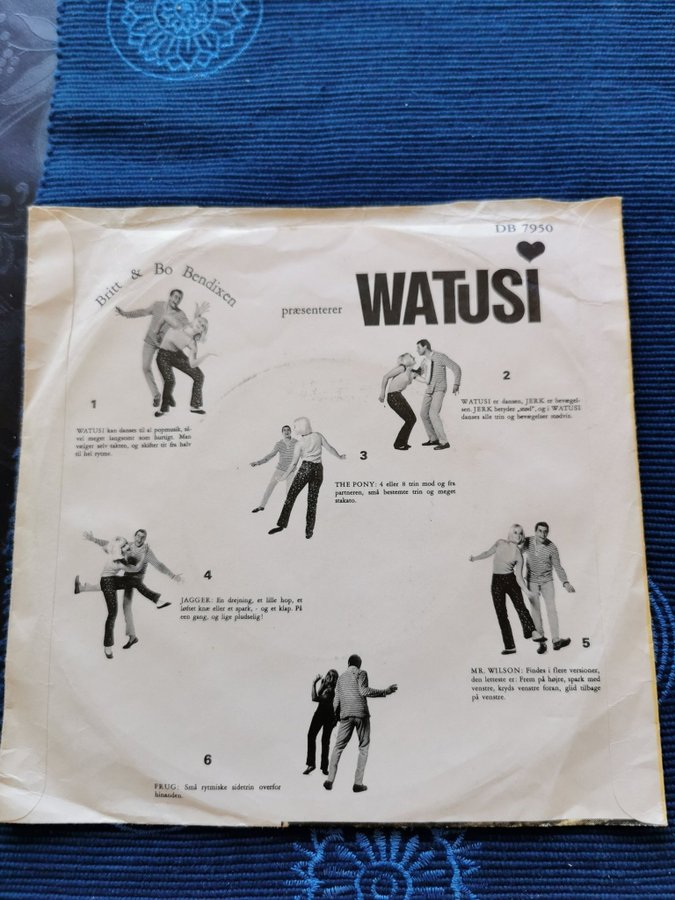 DB 7950
Britt & Bo Bendixen
præsenterer
WATUSI
1
WATUSI kan danses til al popmusik, så-
vel meget langsomt som hurtigt. Man
vælger selv takten, og skifter tit fra halv
til hel rytme.
2
WATUSI er dansen, JERK er bevægel-
sen. JERK betyder „stød", og i WATUSI
danses alle trin og bevægelser stødvis.
3
THE PONY: 4 eller 8 trin mod og fra
partneren, små bestemte trin og meget
stakato.
4
JAGGER: En drejning, et lille hop, et
løftet knæ eller et spark, - og et klap. På
een gang, og lige pludselig!
5
MR. WILSON: Findes i flere versioner,
den letteste er: Frem på højre, spark med
venstre, kryds venstre foran, glid tilbage
på venstre.
6
FRUG: Små rytmiske sidetrin overfor
hinanden.